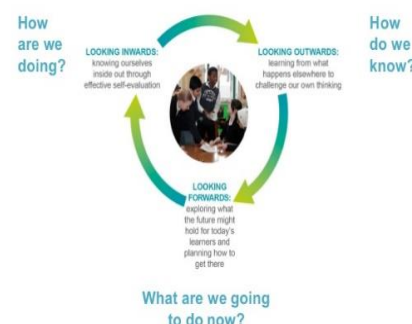 How
are we
doing?
LOOKING INWARDS:
knowing ourselves
inside out through
effective self-evaluation
LOOKING OUTWARDS:
learning from what
happens elsewhere to
challenge our own thinking
How
do we
know?
LOOKING
FORWARDS:
exploring what
the future might
hold for today's
learners and
planning how to
get there
What are we going
to do now?